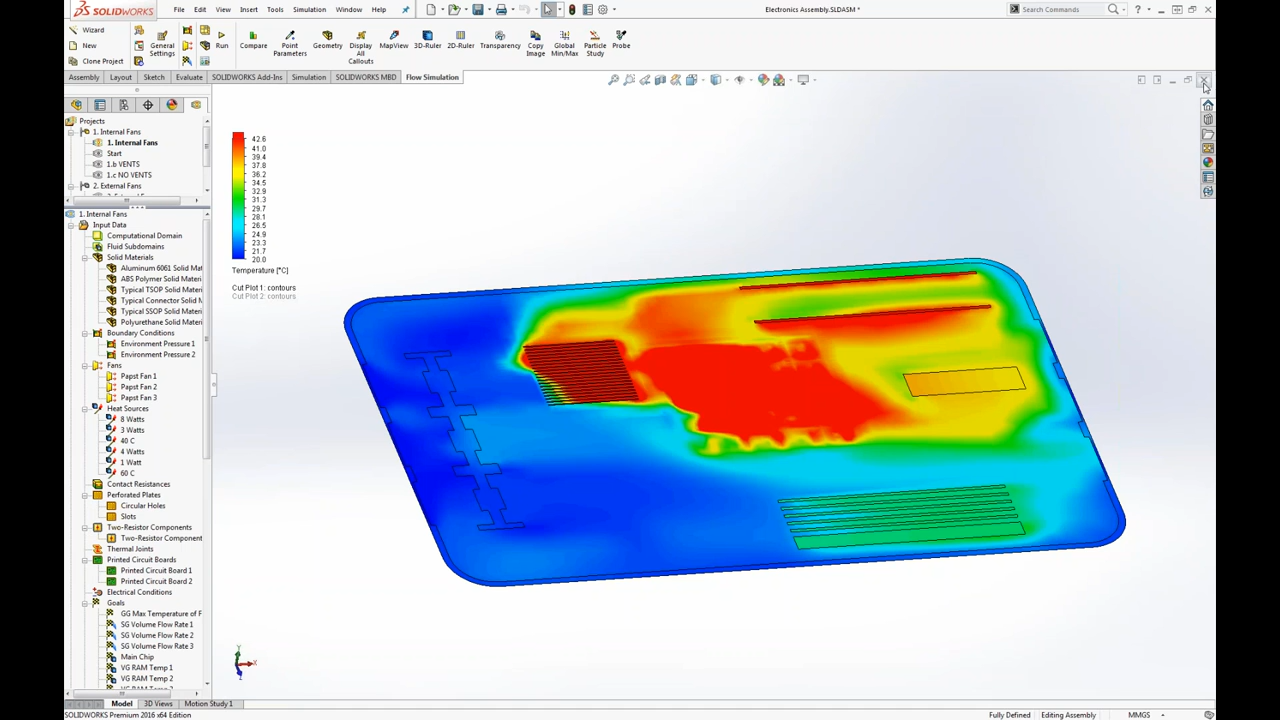 SOLIDWORKS
File Edit View Insert Tools Simulation Window Help
Electronics Assembly.SLDASM *
Search Commands
Wizard
New
Clone Project
General Settings
Run
Compare
Point Parameters
Geometry
Display All Callouts
MapView
3D-Ruler
2D-Ruler
Transparency
Copy Image
Global Min/Max
Particle Study
Probe
Assembly Layout Sketch Evaluate SOLIDWORKS Add-Ins Simulation SOLIDWORKS MBD Flow Simulation
Projects
1. Internal Fans
1. Internal Fans
Start
1.b VENTS
1.c NO VENTS
2. External Fans
1. Internal Fans
Input Data
Computational Domain
Fluid Subdomains
Solid Materials
Aluminum 6061 Solid Mat
ABS Polymer Solid Materi
Typical TSOP Solid Materi
Typical Connector Solid M
Typical SSOP Solid Materi
Polyurethane Solid Materi
Boundary Conditions
Environment Pressure 1
Environment Pressure 2
Fans
Papst Fan 1
Papst Fan 2
Papst Fan 3
Heat Sources
8 Watts
3 Watts
40 C
4 Watts
1 Watt
60 C
Contact Resistances
Perforated Plates
Circular Holes
Slots
Two-Resistor Components
Two-Resistor Component
Thermal Joints
Printed Circuit Boards
Printed Circuit Board 1
Printed Circuit Board 2
Electrical Conditions
Goals
GG Max Temperature of F
SG Volume Flow Rate 1
SG Volume Flow Rate 2
SG Volume Flow Rate 3
Main Chip
VG RAM Temp 1
VG RAM Temp 2
42.6
41.0
39.4
37.8
36.2
34.5
32.9
31.3
29.7
28.1
26.5
24.9
23.3
21.7
20.0
Temperature [°C]
Cut Plot 1: contours
Cut Plot 2: contours
Y
X
Model 3D Views Motion Study 1
SOLIDWORKS Premium 2016 x64 Edition
Fully Defined Editing Assembly MMGS